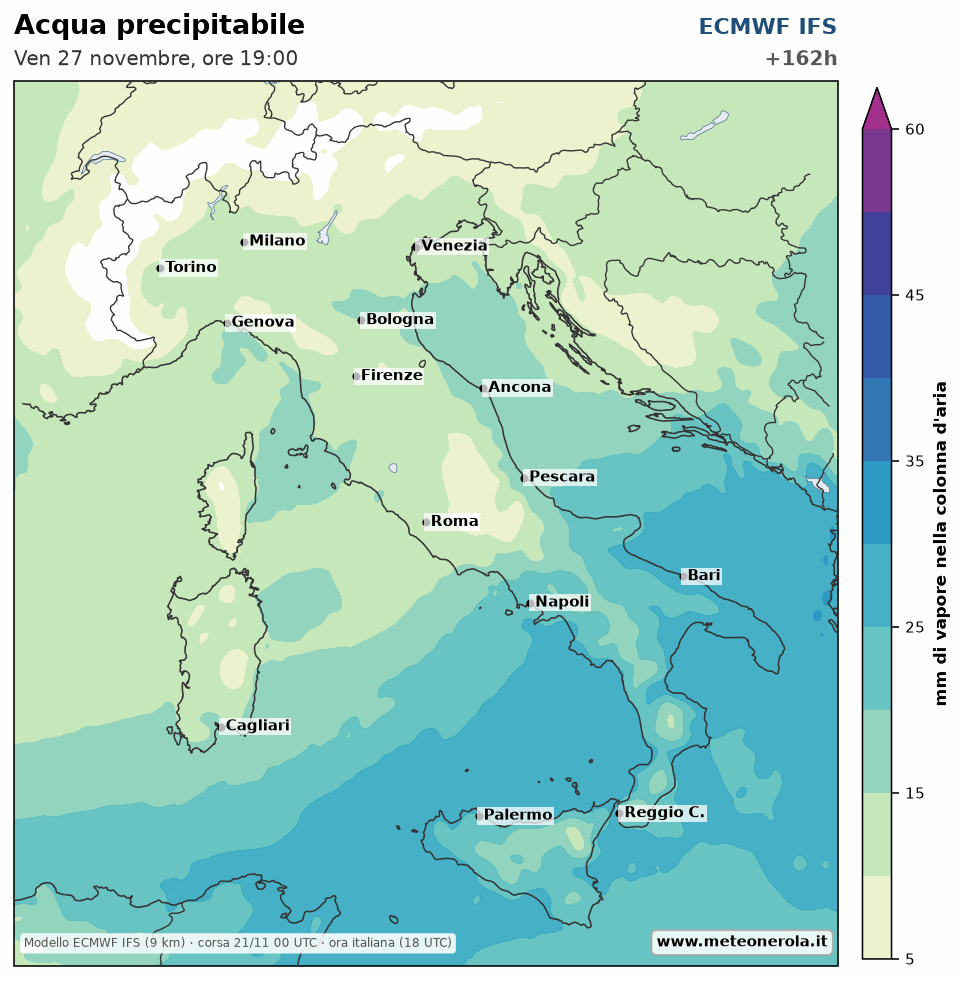 Acqua precipitabile
ECMWF IFS
Ven 27 novembre, ore 19:00
+162h
Milano
Venezia
Torino
Genova
Bologna
Firenze
Ancona
Pescara
Roma
Bari
Napoli
Cagliari
Palermo
Reggio C.
60
45
35
25
15
5
mm di vapore nella colonna d'aria
Modello ECMWF IFS (9 km) · corsa 21/11 00 UTC · ora italiana (18 UTC)
www.meteonerola.it